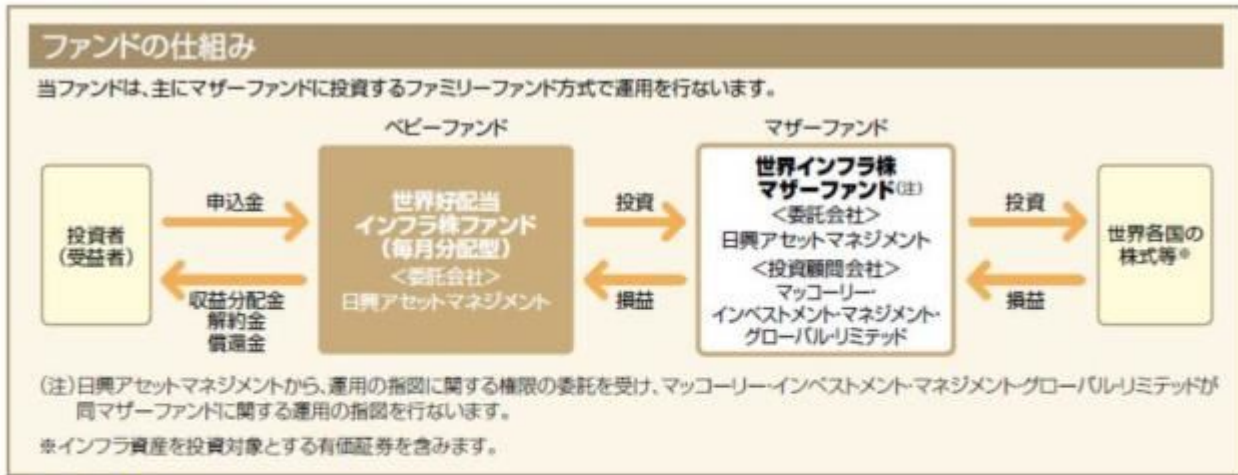 ファンドの仕組み
当ファンドは、主にマザーファンドに投資するファミリーファンド方式で運用を行ないます。
ベビーファンド
マザーファンド
投資者
(受益者)
申込金
収益分配金
解約金
償還金
世界好配当
インフラ株ファンド
(毎月分配型)
<委託会社>
日興アセットマネジメント
投資
損益
世界インフラ株
マザーファンド(注)
<委託会社>
日興アセットマネジメント
<投資顧問会社>
マッコーリー・
インベストメント・マネジメント・
グローバル・リミテッド
投資
損益
世界各国の
株式等※
(注)日興アセットマネジメントから、運用の指図に関する権限の委託を受け、マッコーリー・インベストメント・マネジメント・グローバル・リミテッドが
同マザーファンドに関する運用の指図を行ないます。
※インフラ資産を投資対象とする有価証券を含みます。